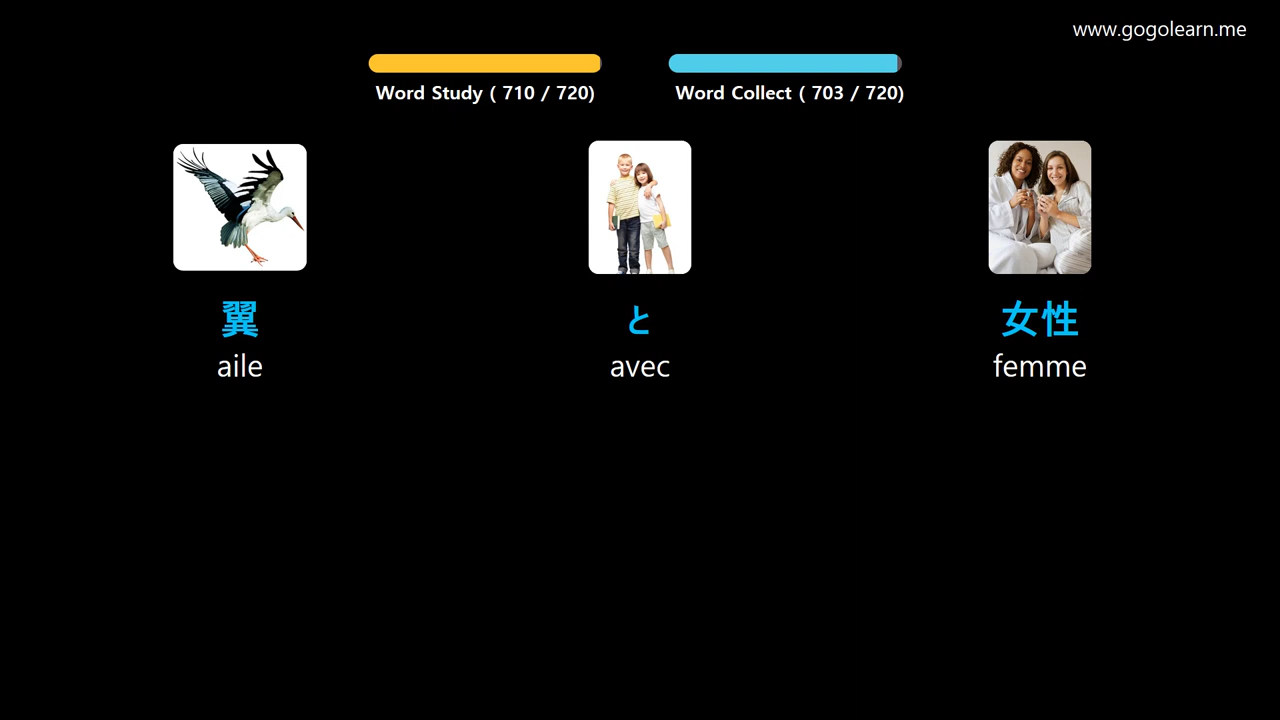 www.gogolearn.me
Word Study ( 710 / 720)
Word Collect ( 703 / 720)
翼
と
女性
aile
avec
femme